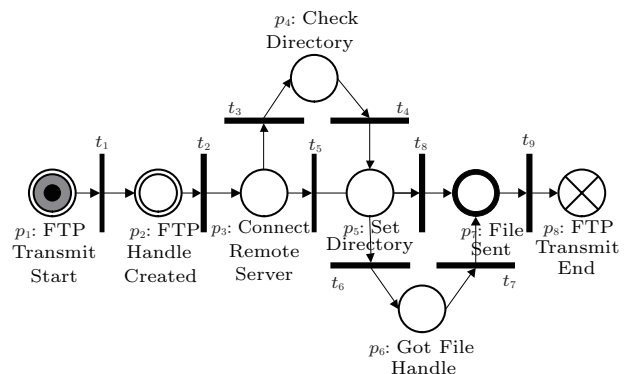 p₄: Check
Directory
t₃
t₄
t₁
t₂
t₅
t₈
t₉
p₁: FTP
Transmit
Start
p₂: FTP
Handle
Created
p₃: Connect
Remote
Server
p₅: Set
Directory
p₇: File
Sent
p₈: FTP
Transmit
End
t₆
t₇
p₆: Got File
Handle